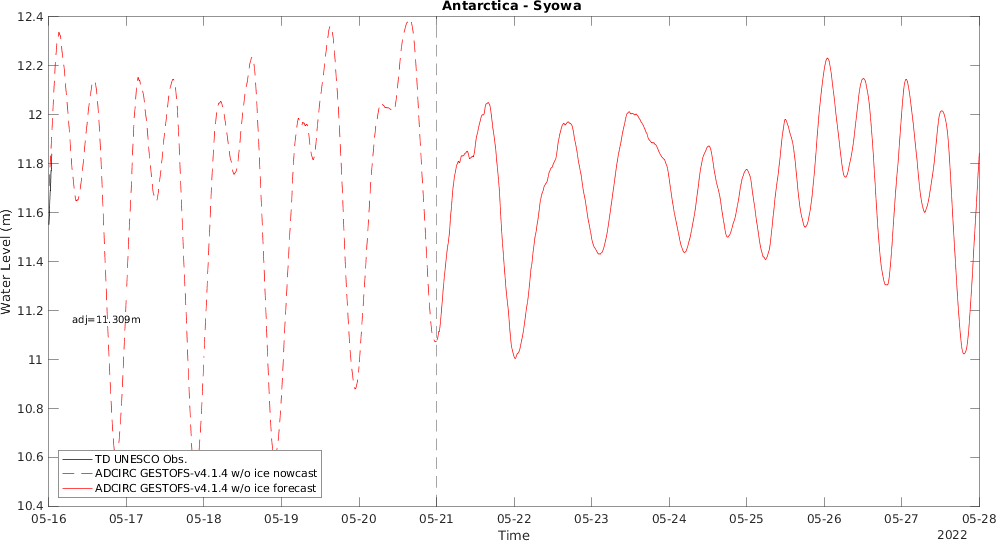 Antarctica - Syowa
Water Level (m)
12.4
12.2
12
11.8
11.6
11.4
11.2
11
10.8
10.6
10.4
adj=11.309m
TD UNESCO Obs.
ADCIRC GESTOFS-v4.1.4 w/o ice nowcast
ADCIRC GESTOFS-v4.1.4 w/o ice forecast
05-16 05-17 05-18 05-19 05-20 05-21 05-22 05-23 05-24 05-25 05-26 05-27 05-28
Time
2022